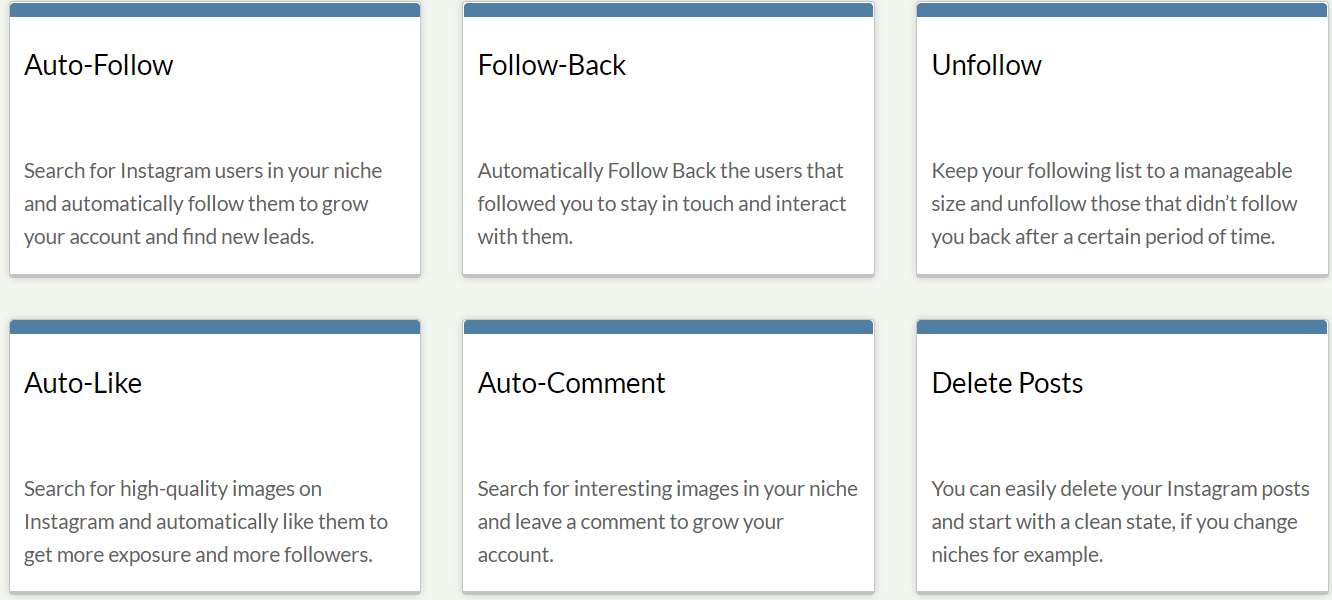 Auto-Follow
Search for Instagram users in your niche
and automatically follow them to grow
your account and find new leads.
Follow-Back
Automatically Follow Back the users that
followed you to stay in touch and interact
with them.
Unfollow
Keep your following list to a manageable
size and unfollow those that didn’t follow
you back after a certain period of time.
Auto-Like
Search for high-quality images on
Instagram and automatically like them to
get more exposure and more followers.
Auto-Comment
Search for interesting images in your niche
and leave a comment to grow your
account.
Delete Posts
You can easily delete your Instagram posts
and start with a clean state, if you change
niches for example.